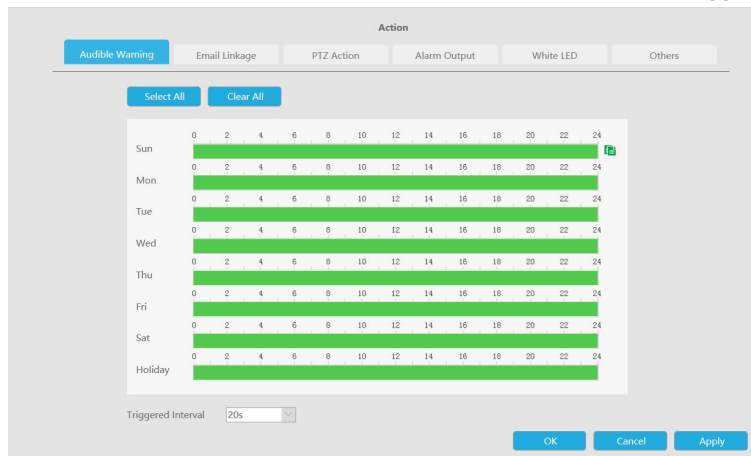 Action
Audible Warning Email Linkage PTZ Action Alarm Output White LED Others
Select All Clear All
0 2 4 6 8 10 12 14 16 18 20 22 24
Sun
0 2 4 6 8 10 12 14 16 18 20 22 24
Mon
0 2 4 6 8 10 12 14 16 18 20 22 24
Tue
0 2 4 6 8 10 12 14 16 18 20 22 24
Wed
0 2 4 6 8 10 12 14 16 18 20 22 24
Thu
0 2 4 6 8 10 12 14 16 18 20 22 24
Fri
0 2 4 6 8 10 12 14 16 18 20 22 24
Sat
0 2 4 6 8 10 12 14 16 18 20 22 24
Holiday
Triggered Interval 20s
OK Cancel Apply